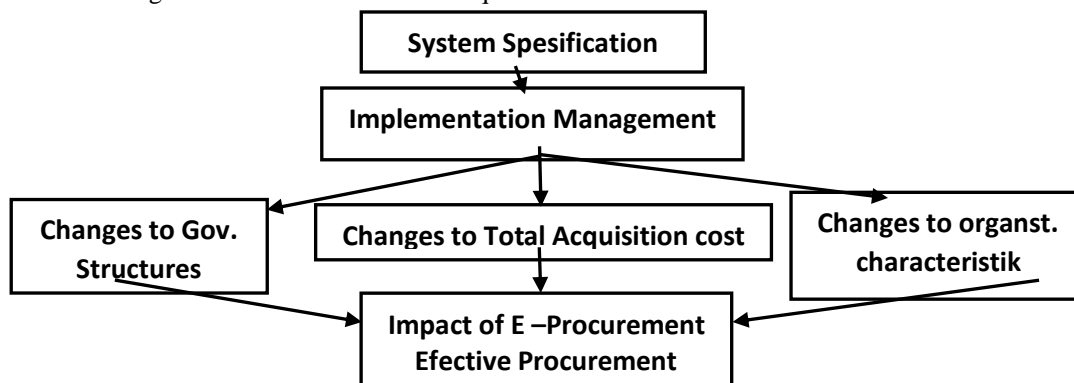 System Spesification
Implementation Management
Changes to Gov.
Structures
Changes to Total Acquisition cost
Changes to organst.
characteristik
Impact of E –Procurement
Efective Procurement